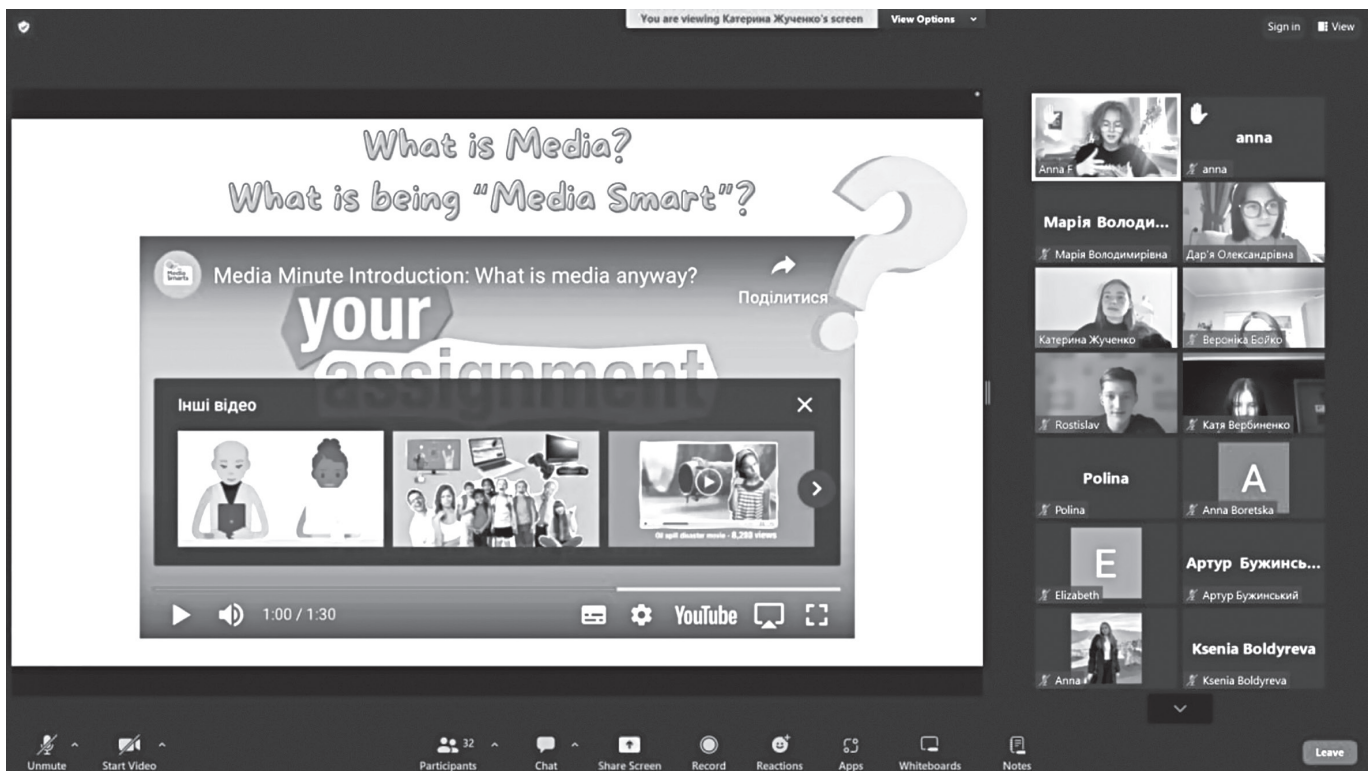 You are viewing Катерина Жученко's screen
View Options
Sign in
View
What is Media?
What is being “Media Smart”?
Media Smarts
Media Minute Introduction: What is media anyway?
Поділитися
your
assignment
Інші відео
Oil spill disaster movie - 8,293 views
1:00 / 1:30
YouTube
Anna F
anna
anna
Марія Володи...
Марія Володимирівна
Дар'я Олександрівна
Катерина Жученко
Вероніка Бойко
Rostislav
Катя Вербиненко
Polina
Polina
A
Anna Boretska
E
Elizabeth
Артур Бужинсь...
Артур Бужинський
Anna
Ksenia Boldyreva
Ksenia Boldyreva
Unmute
Start Video
32
Participants
Chat
Share Screen
Record
Reactions
Apps
Whiteboards
Notes
Leave